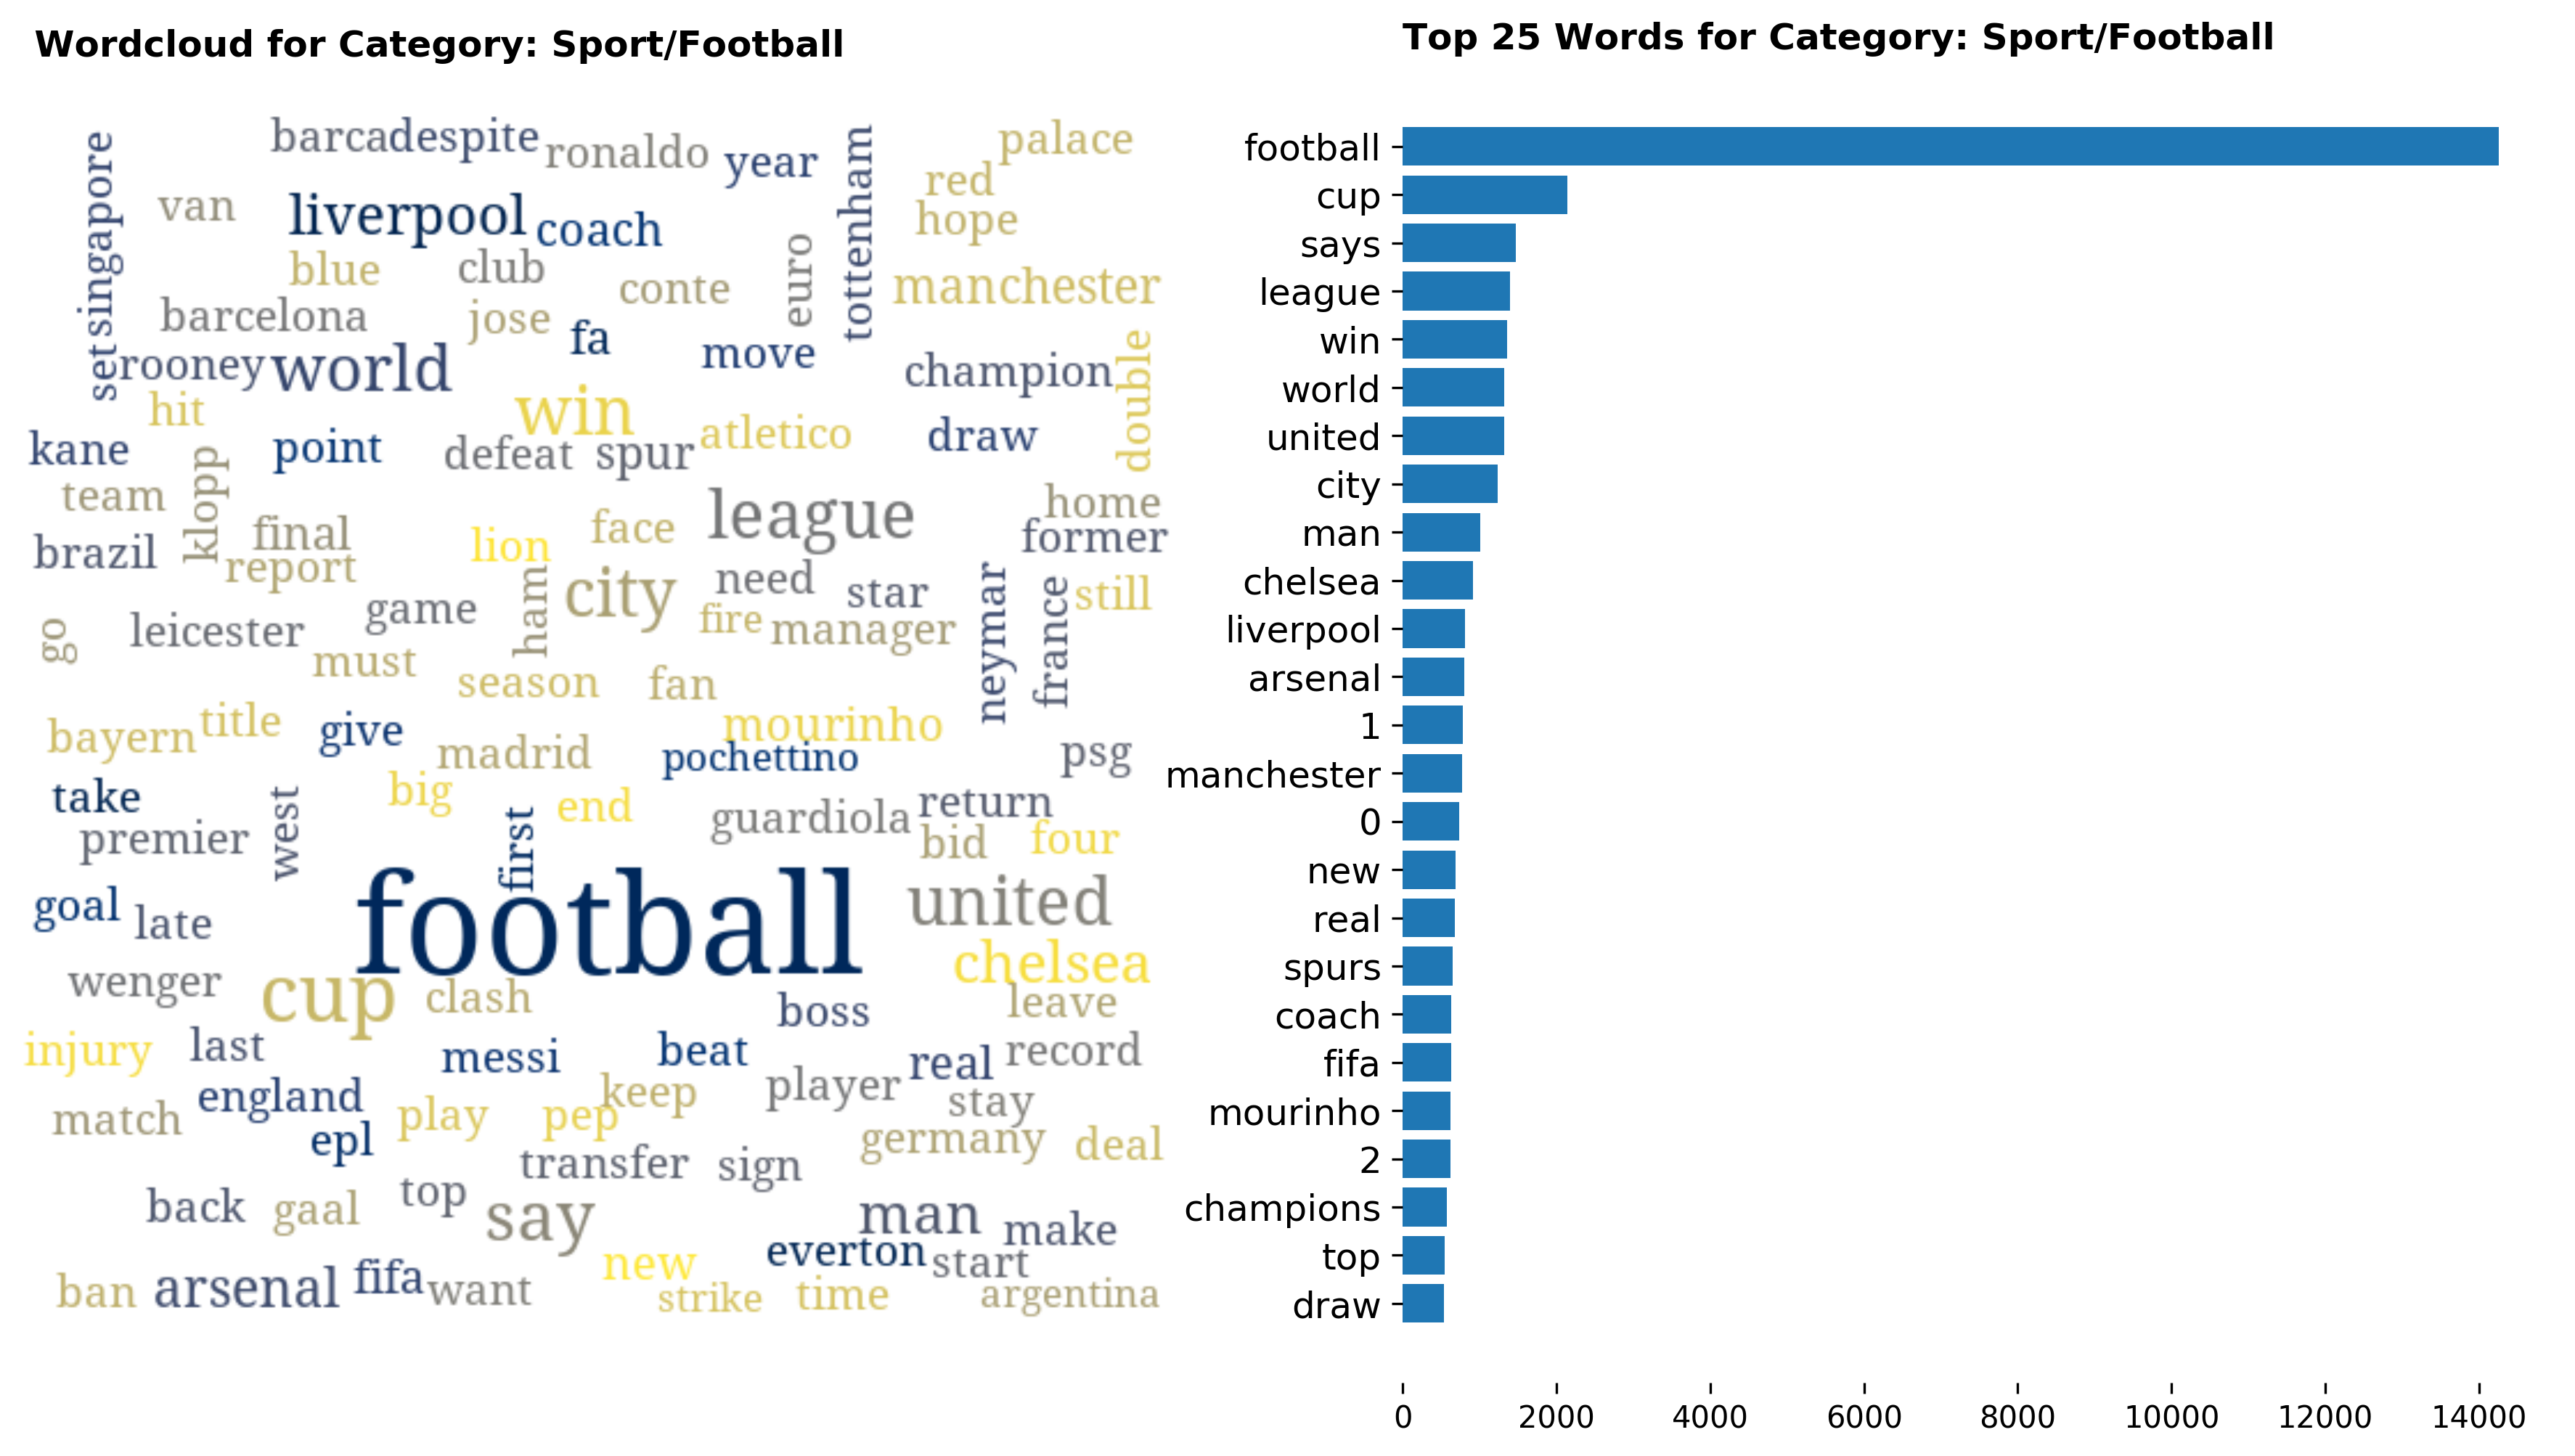 Wordcloud for Category: Sport/Football
barca despite ronaldo year tottenham palace
singapore van liverpool coach red hope
blue club conte euro manchester
barcelona jose fa move champion double
set rooney world win atletico draw
hit kane point defeat spur
team klopp final lion face league home
brazil report former
go leicester game ham city need star still
fire manager neymar france
must season fan
bayern title give madrid mourinho pochettino psg
take west big first end guardiola return
premier bid four
goal late football united
wenger cup clash boss chelsea leave
injury last messi beat real record
england keep player stay
match epl play pep germany deal
transfer sign
back gaal top say man make
ban arsenal fifa want new everton start
strike time argentina
Top 25 Words for Category: Sport/Football
football
cup
says
league
win
world
united
city
man
chelsea
liverpool
arsenal
1
manchester
0
new
real
spurs
coach
fifa
mourinho
2
champions
top
draw
0 2000 4000 6000 8000 10000 12000 14000